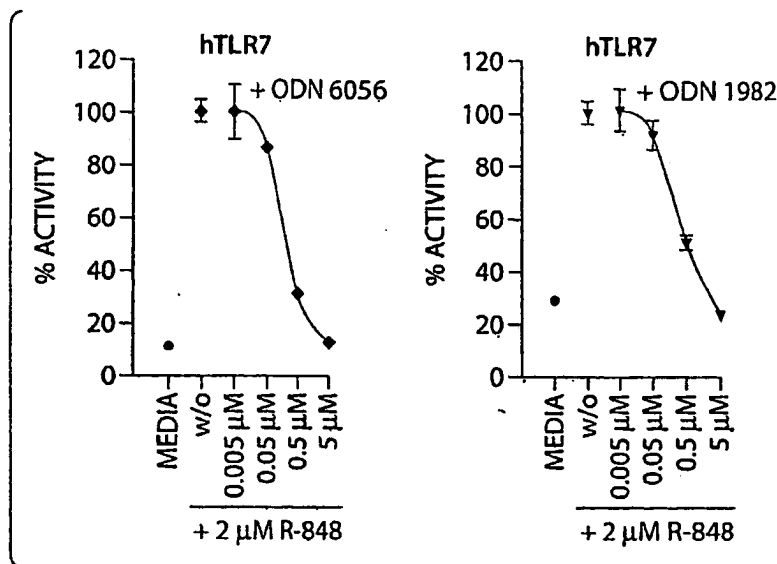 hTLR7
% ACTIVITY
120
100
80
60
40
20
0
+ ODN 6056
MEDIA
w/o
0.005 µM
0.05 µM
0.5 µM
5 µM
+ 2 µM R-848
hTLR7
% ACTIVITY
120
100
80
60
40
20
0
+ ODN 1982
MEDIA
w/o
0.005 µM
0.05 µM
0.5 µM
5 µM
+ 2 µM R-848